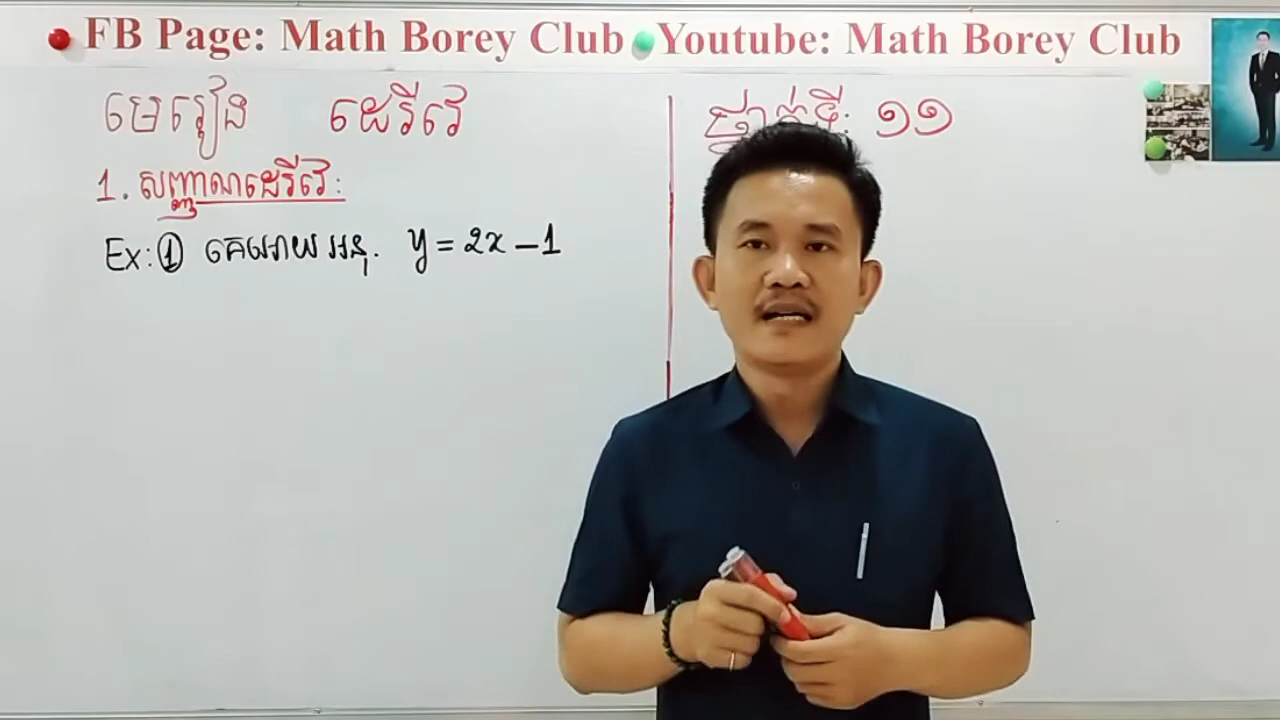 FB Page: Math Borey Club Youtube: Math Borey Club
មេរៀន ដេរីវេ
ថ្នាក់ទី: ១១
1. សញ្ញាណដេរីវេ:
Ex: ① គេអោយ អនុ. y = 2x – 1